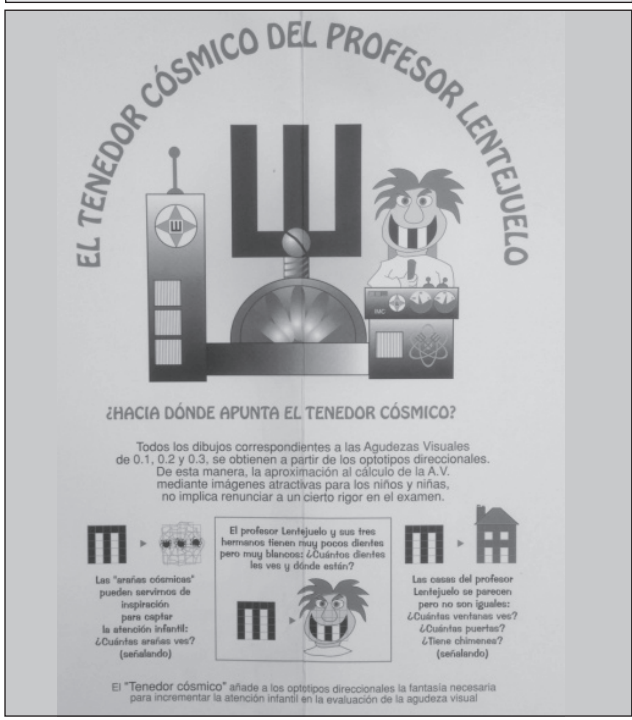 EL TENEDOR CÓSMICO DEL PROFESOR LENTEJUELO
¿HACIA DÓNDE APUNTA EL TENEDOR CÓSMICO?
Todos los dibujos correspondientes a las Agudezas Visuales
de 0.1, 0.2 y 0.3, se obtienen a partir de los optotipos direccionales.
De esta manera, la aproximación al cálculo de la A.V.
mediante imágenes atractivas para los niños y niñas,
no implica renunciar a un cierto rigor en el examen.
Las "arañas cósmicas"
pueden servirnos de
inspiración
para captar
la atención infantil:
¿Cuántas arañas ves?
(señalando)
El profesor Lentejuelo y sus tres
hermanos tienen muy pocos dientes
pero muy blancos: ¿Cuántos dientes
les ves y dónde están?
Las casas del profesor
Lentejuelo se parecen
pero no son iguales:
¿Cuántas ventanas ves?
¿Cuántas puertas?
¿Tiene chimenea?
(señalando)
El "Tenedor cósmico" añade a los optotipos direccionales la fantasía necesaria
para incrementar la atención infantil en la evaluación de la agudeza visual